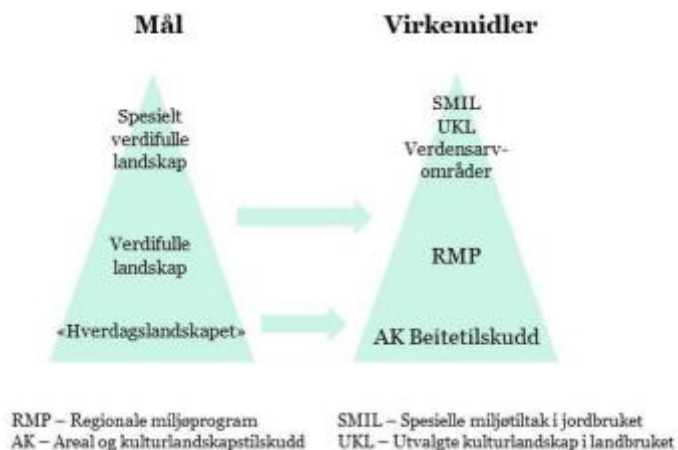 Mål
Virkemidler
Spesielt
verdifulle
landskap
Verdifulle
landskap
«Hverdagslandskapet»
SMIL
UKL
Verdensarv-
områder
RMP
AK Beitetilskudd
RMP – Regionale miljøprogram
AK – Areal og kulturlandskapstilskudd
SMIL – Spesielle miljøtiltak i jordbruket
UKL – Utvalgte kulturlandskap i landbruket